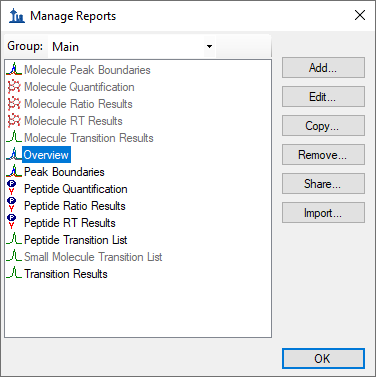 Manage Reports
Group: Main
Molecule Peak Boundaries
Molecule Quantification
Molecule Ratio Results
Molecule RT Results
Molecule Transition Results
Overview
Peak Boundaries
Peptide Quantification
Peptide Ratio Results
Peptide RT Results
Peptide Transition List
Small Molecule Transition List
Transition Results
Add...
Edit...
Copy...
Remove...
Share...
Import...
OK